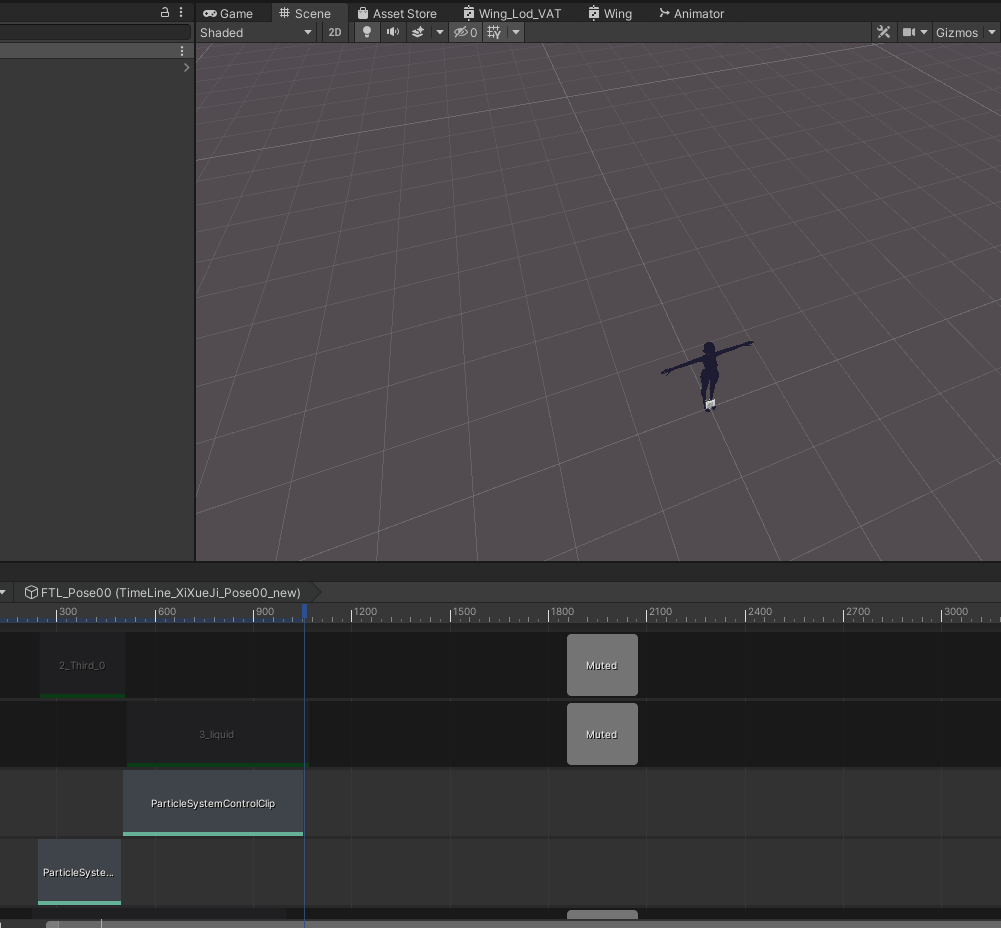 Game Scene Asset Store Wing_Lod_VAT Wing Animator
Shaded 2D 0 Gizmos
FTL_Pose00 (TimeLine_XiXueJi_Pose00_new)
300 600 900 1200 1500 1800 2100 2400 2700 3000
2_Third_0 Muted
3_liquid Muted
ParticleSystemControlClip
ParticleSyste...